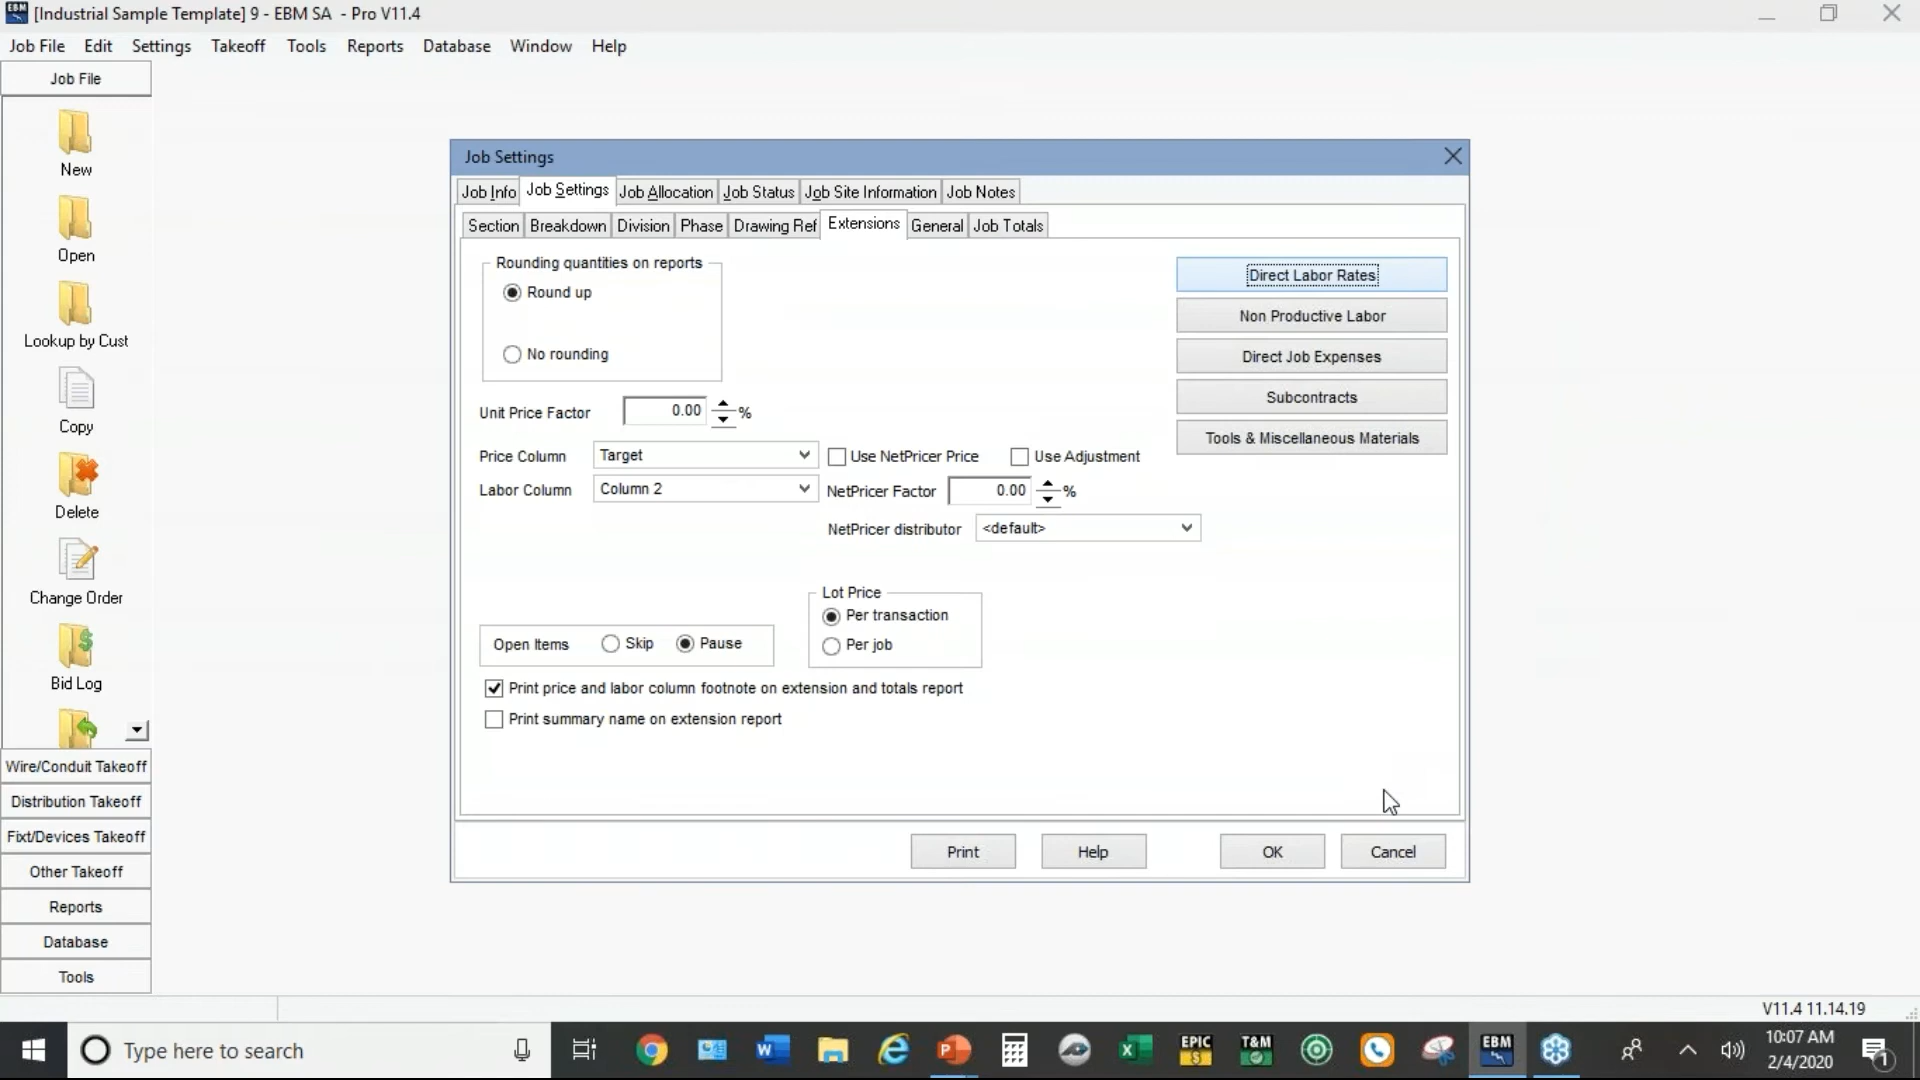 EBM
[Industrial Sample Template] 9 - EBM SA - Pro V11.4
Job File Edit Settings Takeoff Tools Reports Database Window Help
Job File
New
Open
Lookup by Cust
Copy
Delete
Change Order
Bid Log
Wire/Conduit Takeoff
Distribution Takeoff
Fixt/Devices Takeoff
Other Takeoff
Reports
Database
Tools
Job Settings
Job Info Job Settings Job Allocation Job Status Job Site Information Job Notes
Section Breakdown Division Phase Drawing Ref Extensions General Job Totals
Rounding quantities on reports
Round up
No rounding
Direct Labor Rates
Non Productive Labor
Direct Job Expenses
Subcontracts
Tools & Miscellaneous Materials
Unit Price Factor 0.00 %
Price Column Target Use NetPricer Price Use Adjustment
Labor Column Column 2 NetPricer Factor 0.00 %
NetPricer distributor <default>
Lot Price
Per transaction
Per job
Open Items Skip Pause
Print price and labor column footnote on extension and totals report
Print summary name on extension report
Print Help OK Cancel
V11.4 11.14.19
Type here to search
EPIC
$
T&M
EBM
10:07 AM
2/4/2020
1